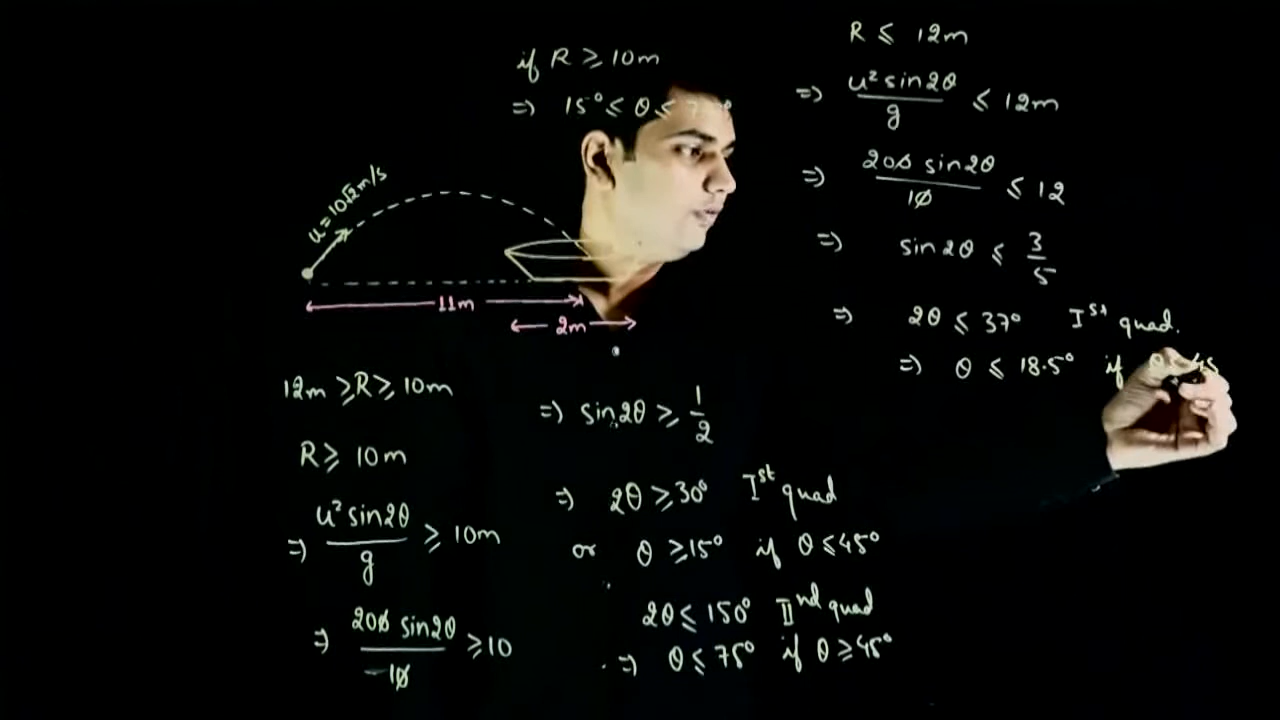 if R ⩾ 10m
⇒ 15° ⩽ θ ⩽
u = 10√2 m/s
11m
2m
12m ⩾ R ⩾ 10m
R ⩾ 10m
⇒ u² sin2θ / g ⩾ 10m
⇒ 200 sin2θ / 10 ⩾ 10
⇒ sin2θ ⩾ 1/2
⇒ 2θ ⩾ 30° Iˢᵗ quad
or θ ⩾ 15° if θ ⩽ 45°
2θ ⩽ 150° IIⁿᵈ quad
⇒ θ ⩽ 75° if θ ⩾ 45°
R ⩽ 12m
⇒ u² sin2θ / g ⩽ 12m
⇒ 200 sin2θ / 10 ⩽ 12
⇒ sin2θ ⩽ 3/5
⇒ 2θ ⩽ 37° Iˢᵗ quad.
⇒ θ ⩽ 18.5° if